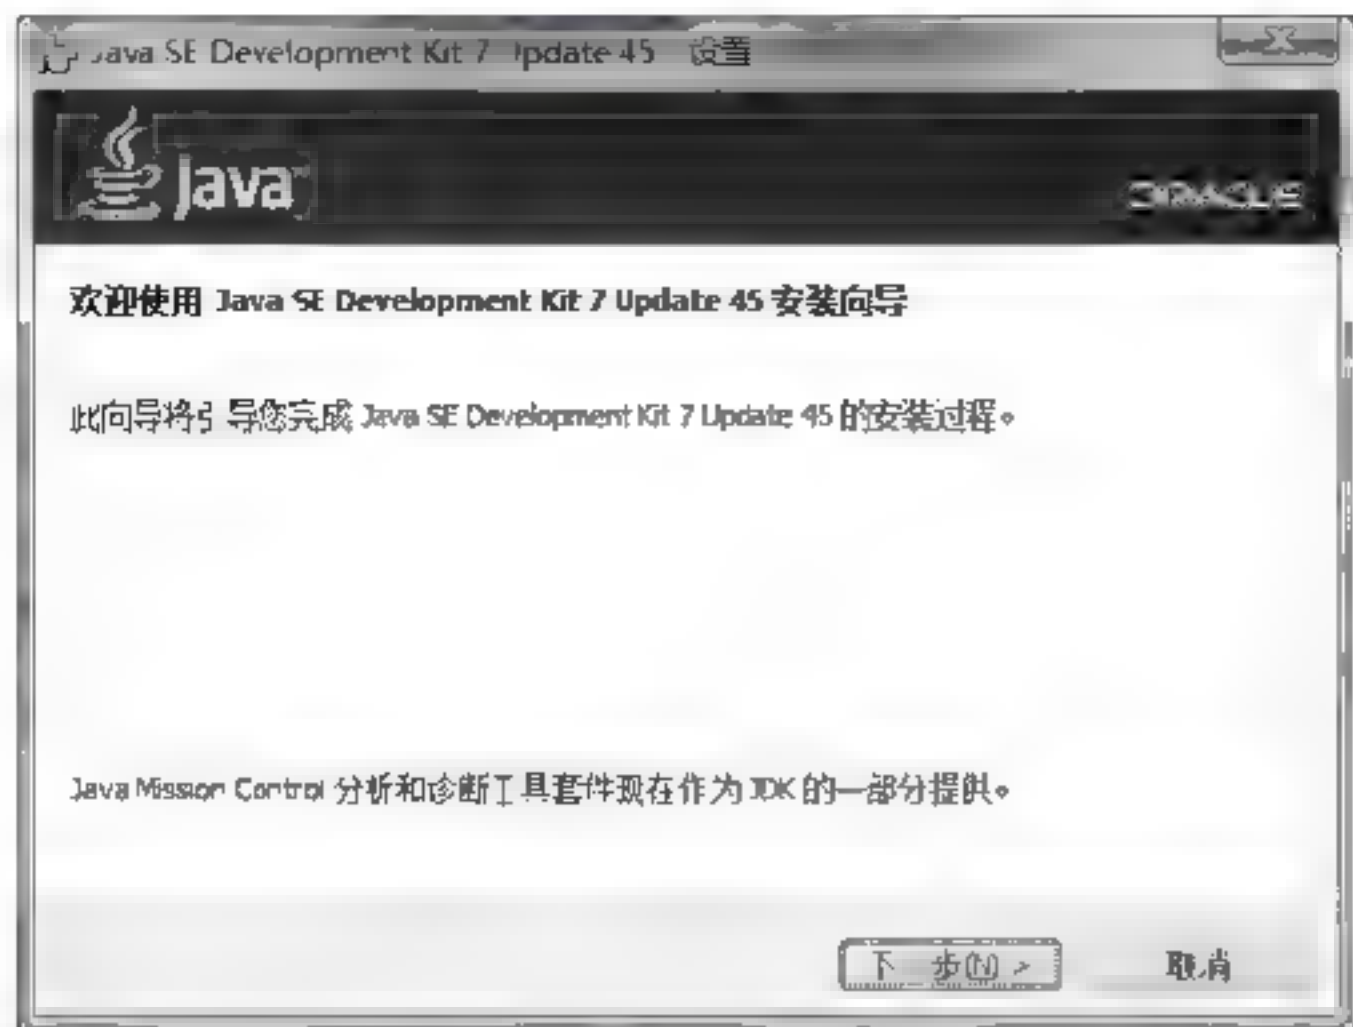 Java SE Development Kit 7 Update 45 设置
Java
ORACLE
欢迎使用 Java SE Development Kit 7 Update 45 安装向导
此向导将引导您完成 Java SE Development Kit 7 Update 45 的安装过程。
Java Mission Control 分析和诊断工具套件现在作为 JDK 的一部分提供。
下一步(N) >
取消